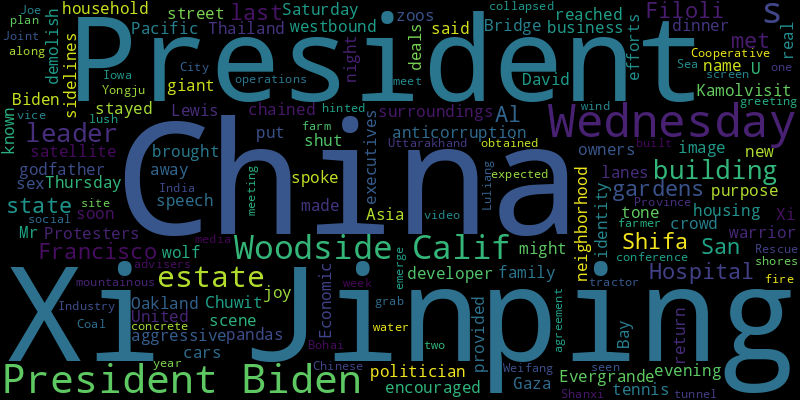 Joe household street last Saturday collapsed reached zoos Filoli s
plan Pacific Thailand westbound Bridge business dinner
Joint demolish President night deals said efforts met real
along sidelines Iowa City operations meet David name U Sea Cooperative screen one
Biden Yongju giant Kamolvisit greeting
vice stayed Lewis chained surroundings Al hinted wind Wednesday
known leader lush put farm executives anticorruption image built owners new
satellite brought China shut Uttarakhand obtained lanes building
godfather away spoke Luliang expected neighborhood
sex Thursday India meeting Asia gardens purpose
state site speech made video identity Province housing Xi
social soon tone farmer crowd warrior
Mr Protesters media Woodside Calif might Shifa San conference Rescue
Francisco wolf emerge shores
advisers developer family Hospital fire
estate mountainous joy Economic week grab tractor
Xi Jinping
Industry Oakland Chuwit provided agreement Bay return
Coal United scene water
concrete aggressive pandas Bohai two seen
year cars Chinese politician Weifang Evergrande evening
President Biden encouraged Gaza tennis Shanxi tunnel